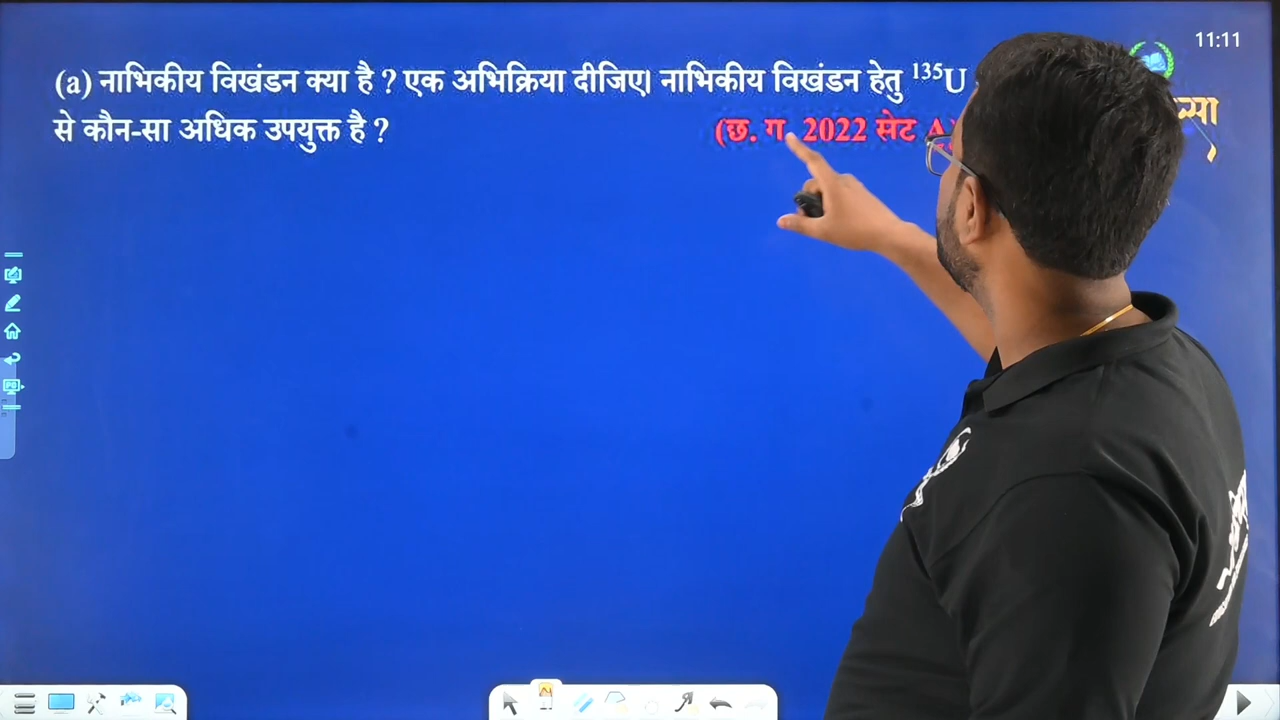 11:11
(a) नाभिकीय विखंडन क्या है ? एक अभिक्रिया दीजिए। नाभिकीय विखंडन हेतु ¹³⁵U
से कौन-सा अधिक उपयुक्त है ?
(छ. ग. 2022 सेट A)